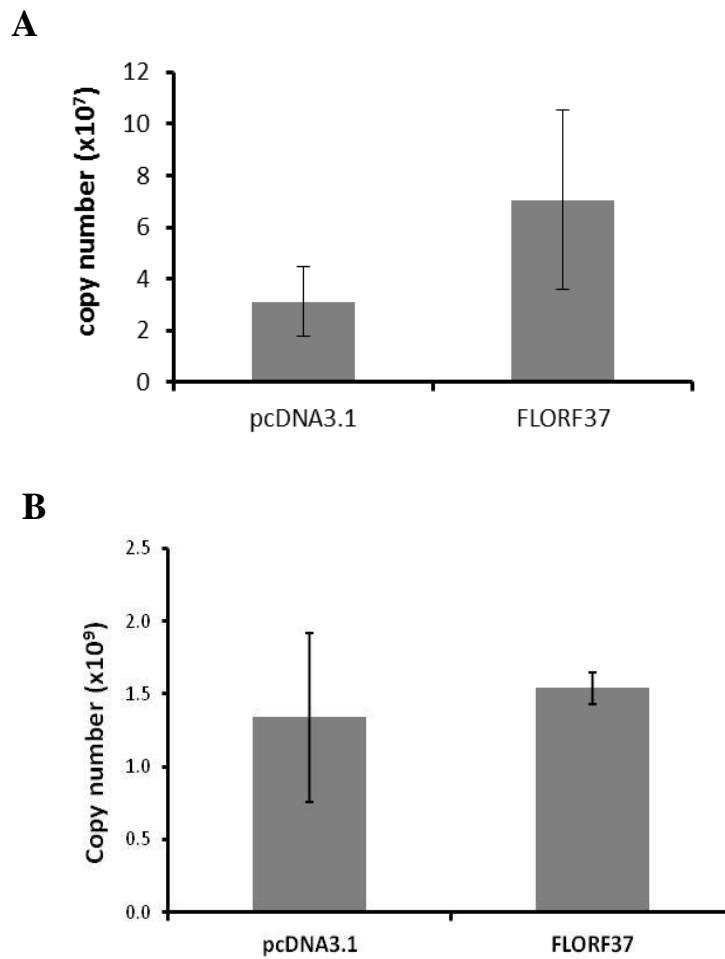 A
copy number (x10⁷)
12
10
8
6
4
2
0
pcDNA3.1
FLORF37
B
Copy number (x10⁹)
2.5
2.0
1.5
1.0
0.5
0.0
pcDNA3.1
FLORF37